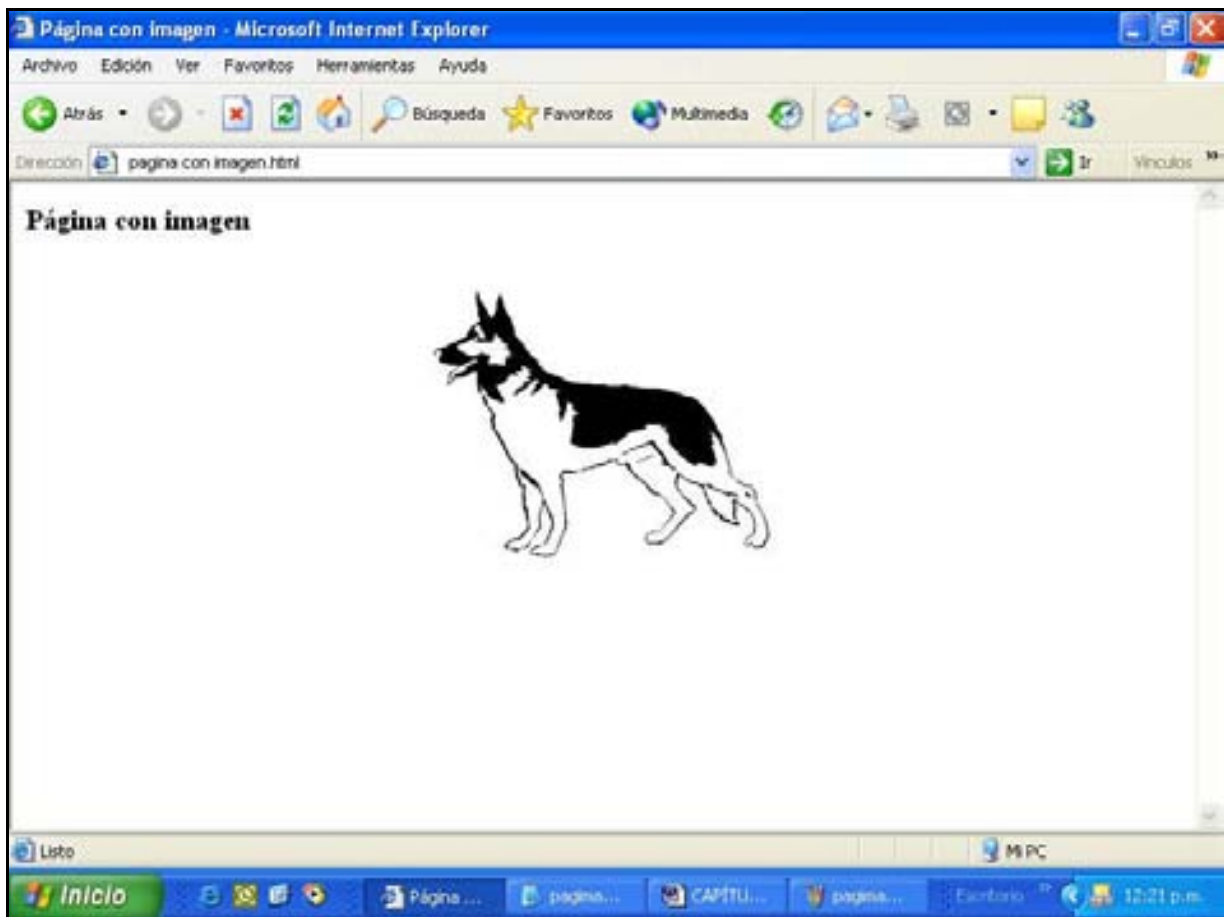 Página con imagen - Microsoft Internet Explorer
Archivo Edición Ver Favoritos Herramientas Ayuda
Atrás Búsqueda Favoritos Multimedia
Dirección pagina con imagen.html Ir Vínculos
Página con imagen
Listo Mi PC
Inicio Página ... pagina... CAPÍTU... pagina... Escritorio 12:21 p.m.